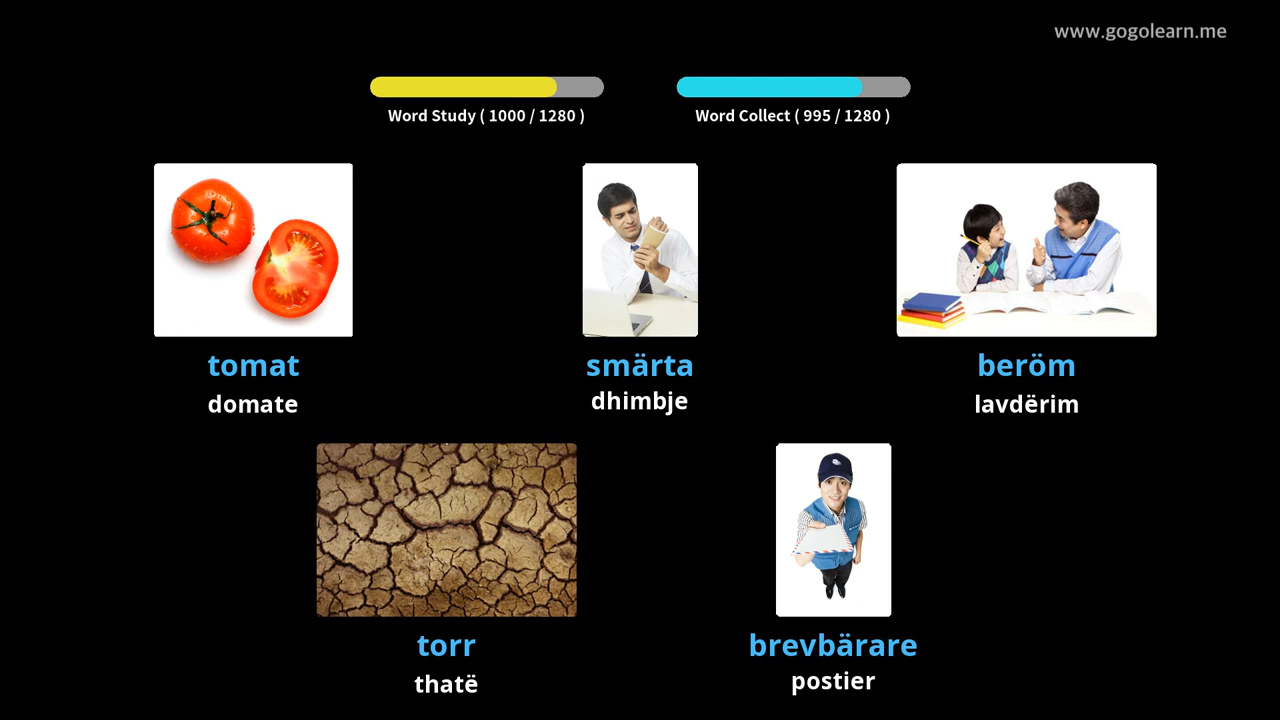 www.gogolearn.me
Word Study ( 1000 / 1280 )
Word Collect ( 995 / 1280 )
tomat
domate
smärta
dhimbje
beröm
lavdërim
torr
thatë
brevbärare
postier